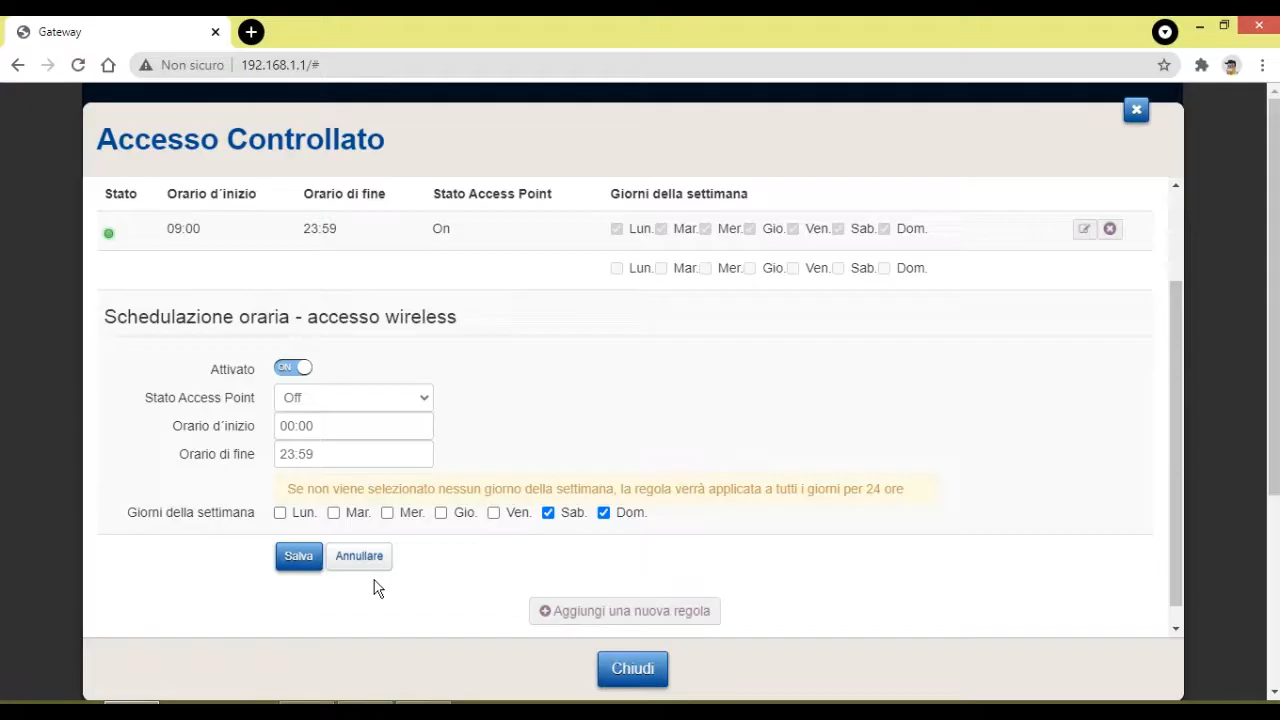 Gateway
Non sicuro 192.168.1.1/#
Accesso Controllato
Stato Orario d´inizio Orario di fine Stato Access Point Giorni della settimana
09:00 23:59 On Lun. Mar. Mer. Gio. Ven. Sab. Dom.
Lun. Mar. Mer. Gio. Ven. Sab. Dom.
Schedulazione oraria - accesso wireless
Attivato ON
Stato Access Point Off
Orario d´inizio 00:00
Orario di fine 23:59
Se non viene selezionato nessun giorno della settimana, la regola verrà applicata a tutti i giorni per 24 ore
Giorni della settimana Lun. Mar. Mer. Gio. Ven. Sab. Dom.
Salva Annullare
Aggiungi una nuova regola
Chiudi